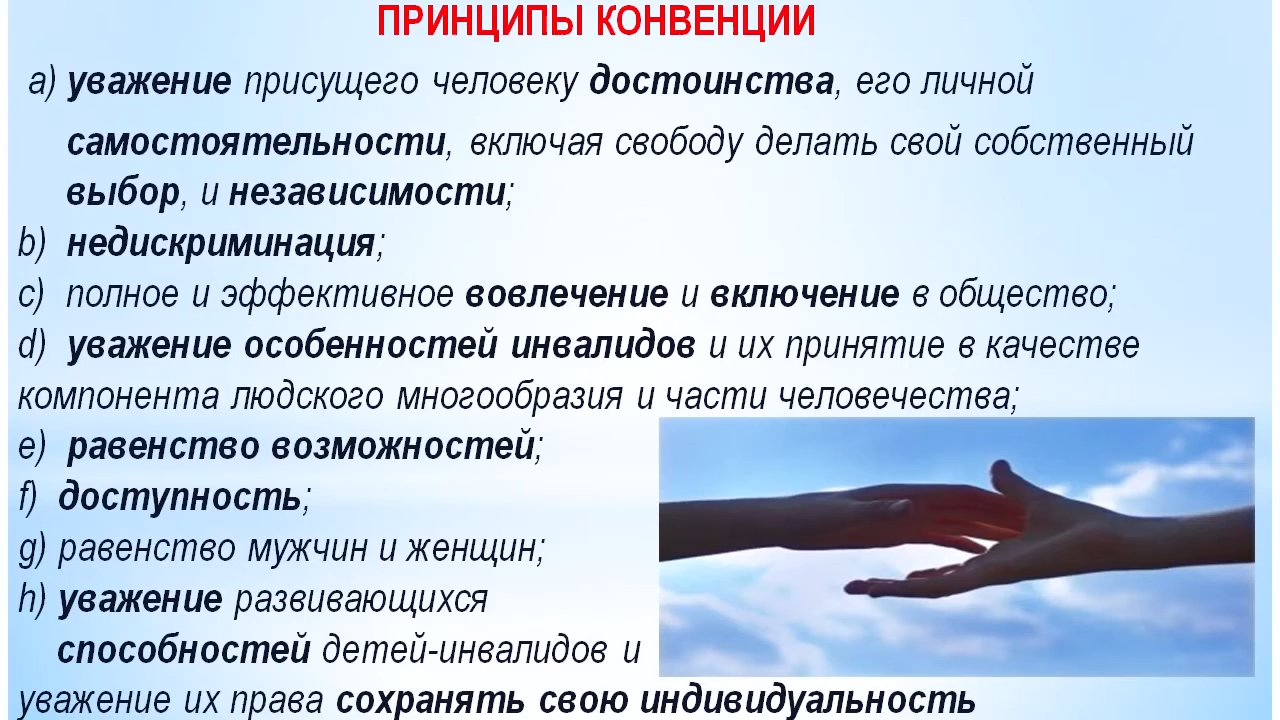 ПРИНЦИПЫ КОНВЕНЦИИ
a) уважение присущего человеку достоинства, его личной
самостоятельности, включая свободу делать свой собственный
выбор, и независимости;
b) недискриминация;
c) полное и эффективное вовлечение и включение в общество;
d) уважение особенностей инвалидов и их принятие в качестве
компонента людского многообразия и части человечества;
e) равенство возможностей;
f) доступность;
g) равенство мужчин и женщин;
h) уважение развивающихся
способностей детей-инвалидов и
уважение их права сохранять свою индивидуальность